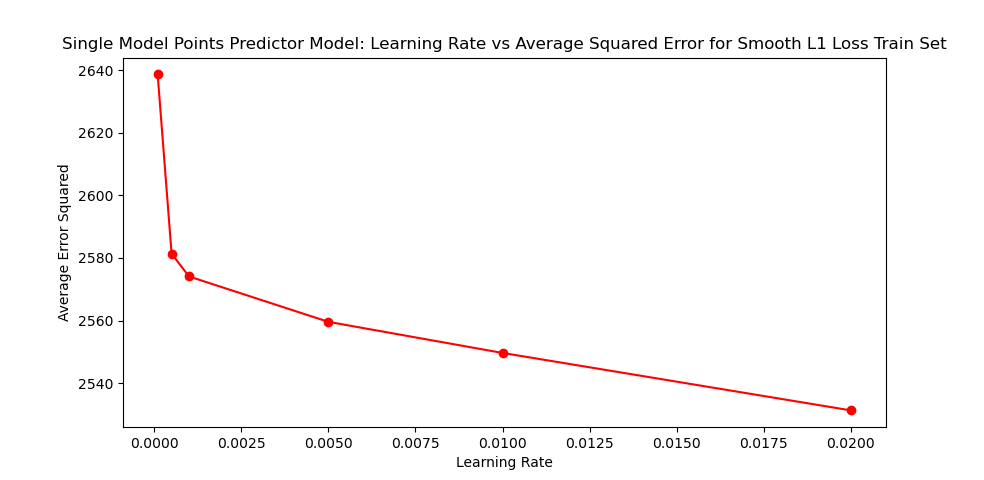 Single Model Points Predictor Model: Learning Rate vs Average Squared Error for Smooth L1 Loss Train Set
2640
2620
2600
2580
2560
2540
Average Error Squared
0.0000 0.0025 0.0050 0.0075 0.0100 0.0125 0.0150 0.0175 0.0200
Learning Rate